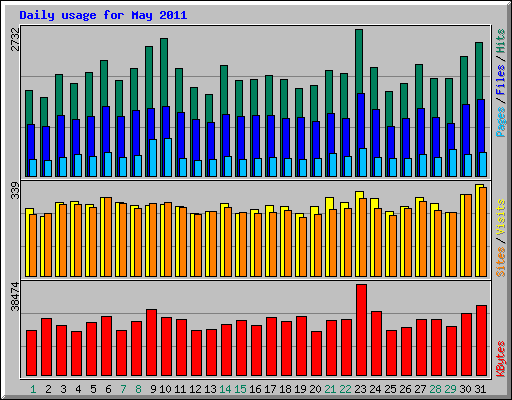 Daily usage for May 2011
2732
Pages / Files / Hits
339
Sites / Visits
38474
KBytes
1 2 3 4 5 6 7 8 9 10 11 12 13 14 15 16 17 18 19 20 21 22 23 24 25 26 27 28 29 30 31